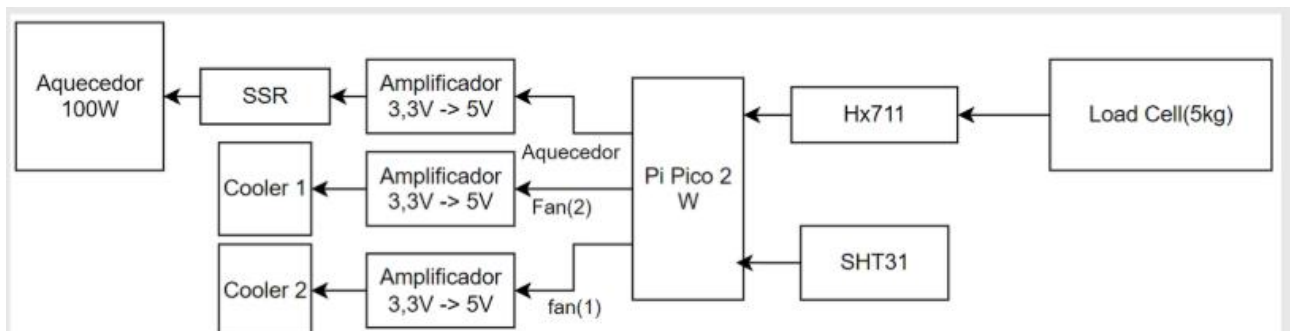 Aquecedor
100W
SSR
Amplificador
3,3V -> 5V
Aquecedor
Pi Pico 2
W
Hx711
Load Cell(5kg)
Cooler 1
Amplificador
3,3V -> 5V
Fan(2)
Cooler 2
Amplificador
3,3V -> 5V
fan(1)
SHT31